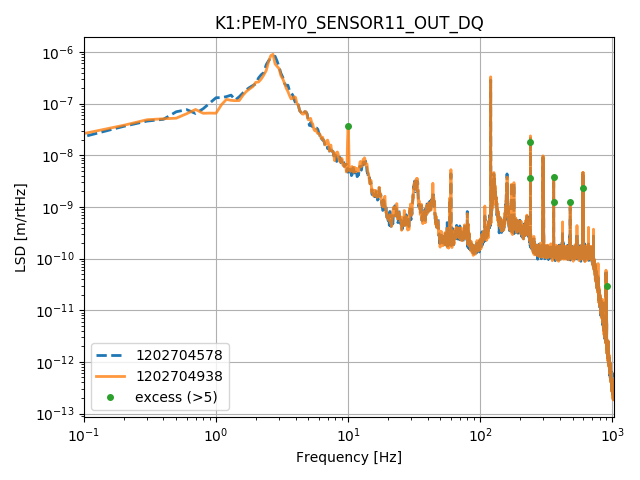 K1:PEM-IY0_SENSOR11_OUT_DQ
LSD [m/rtHz]
10⁻⁶
10⁻⁷
10⁻⁸
10⁻⁹
10⁻¹⁰
10⁻¹¹
10⁻¹²
10⁻¹³
1202704578
1202704938
excess (>5)
10⁻¹ 10⁰ 10¹ 10² 10³
Frequency [Hz]